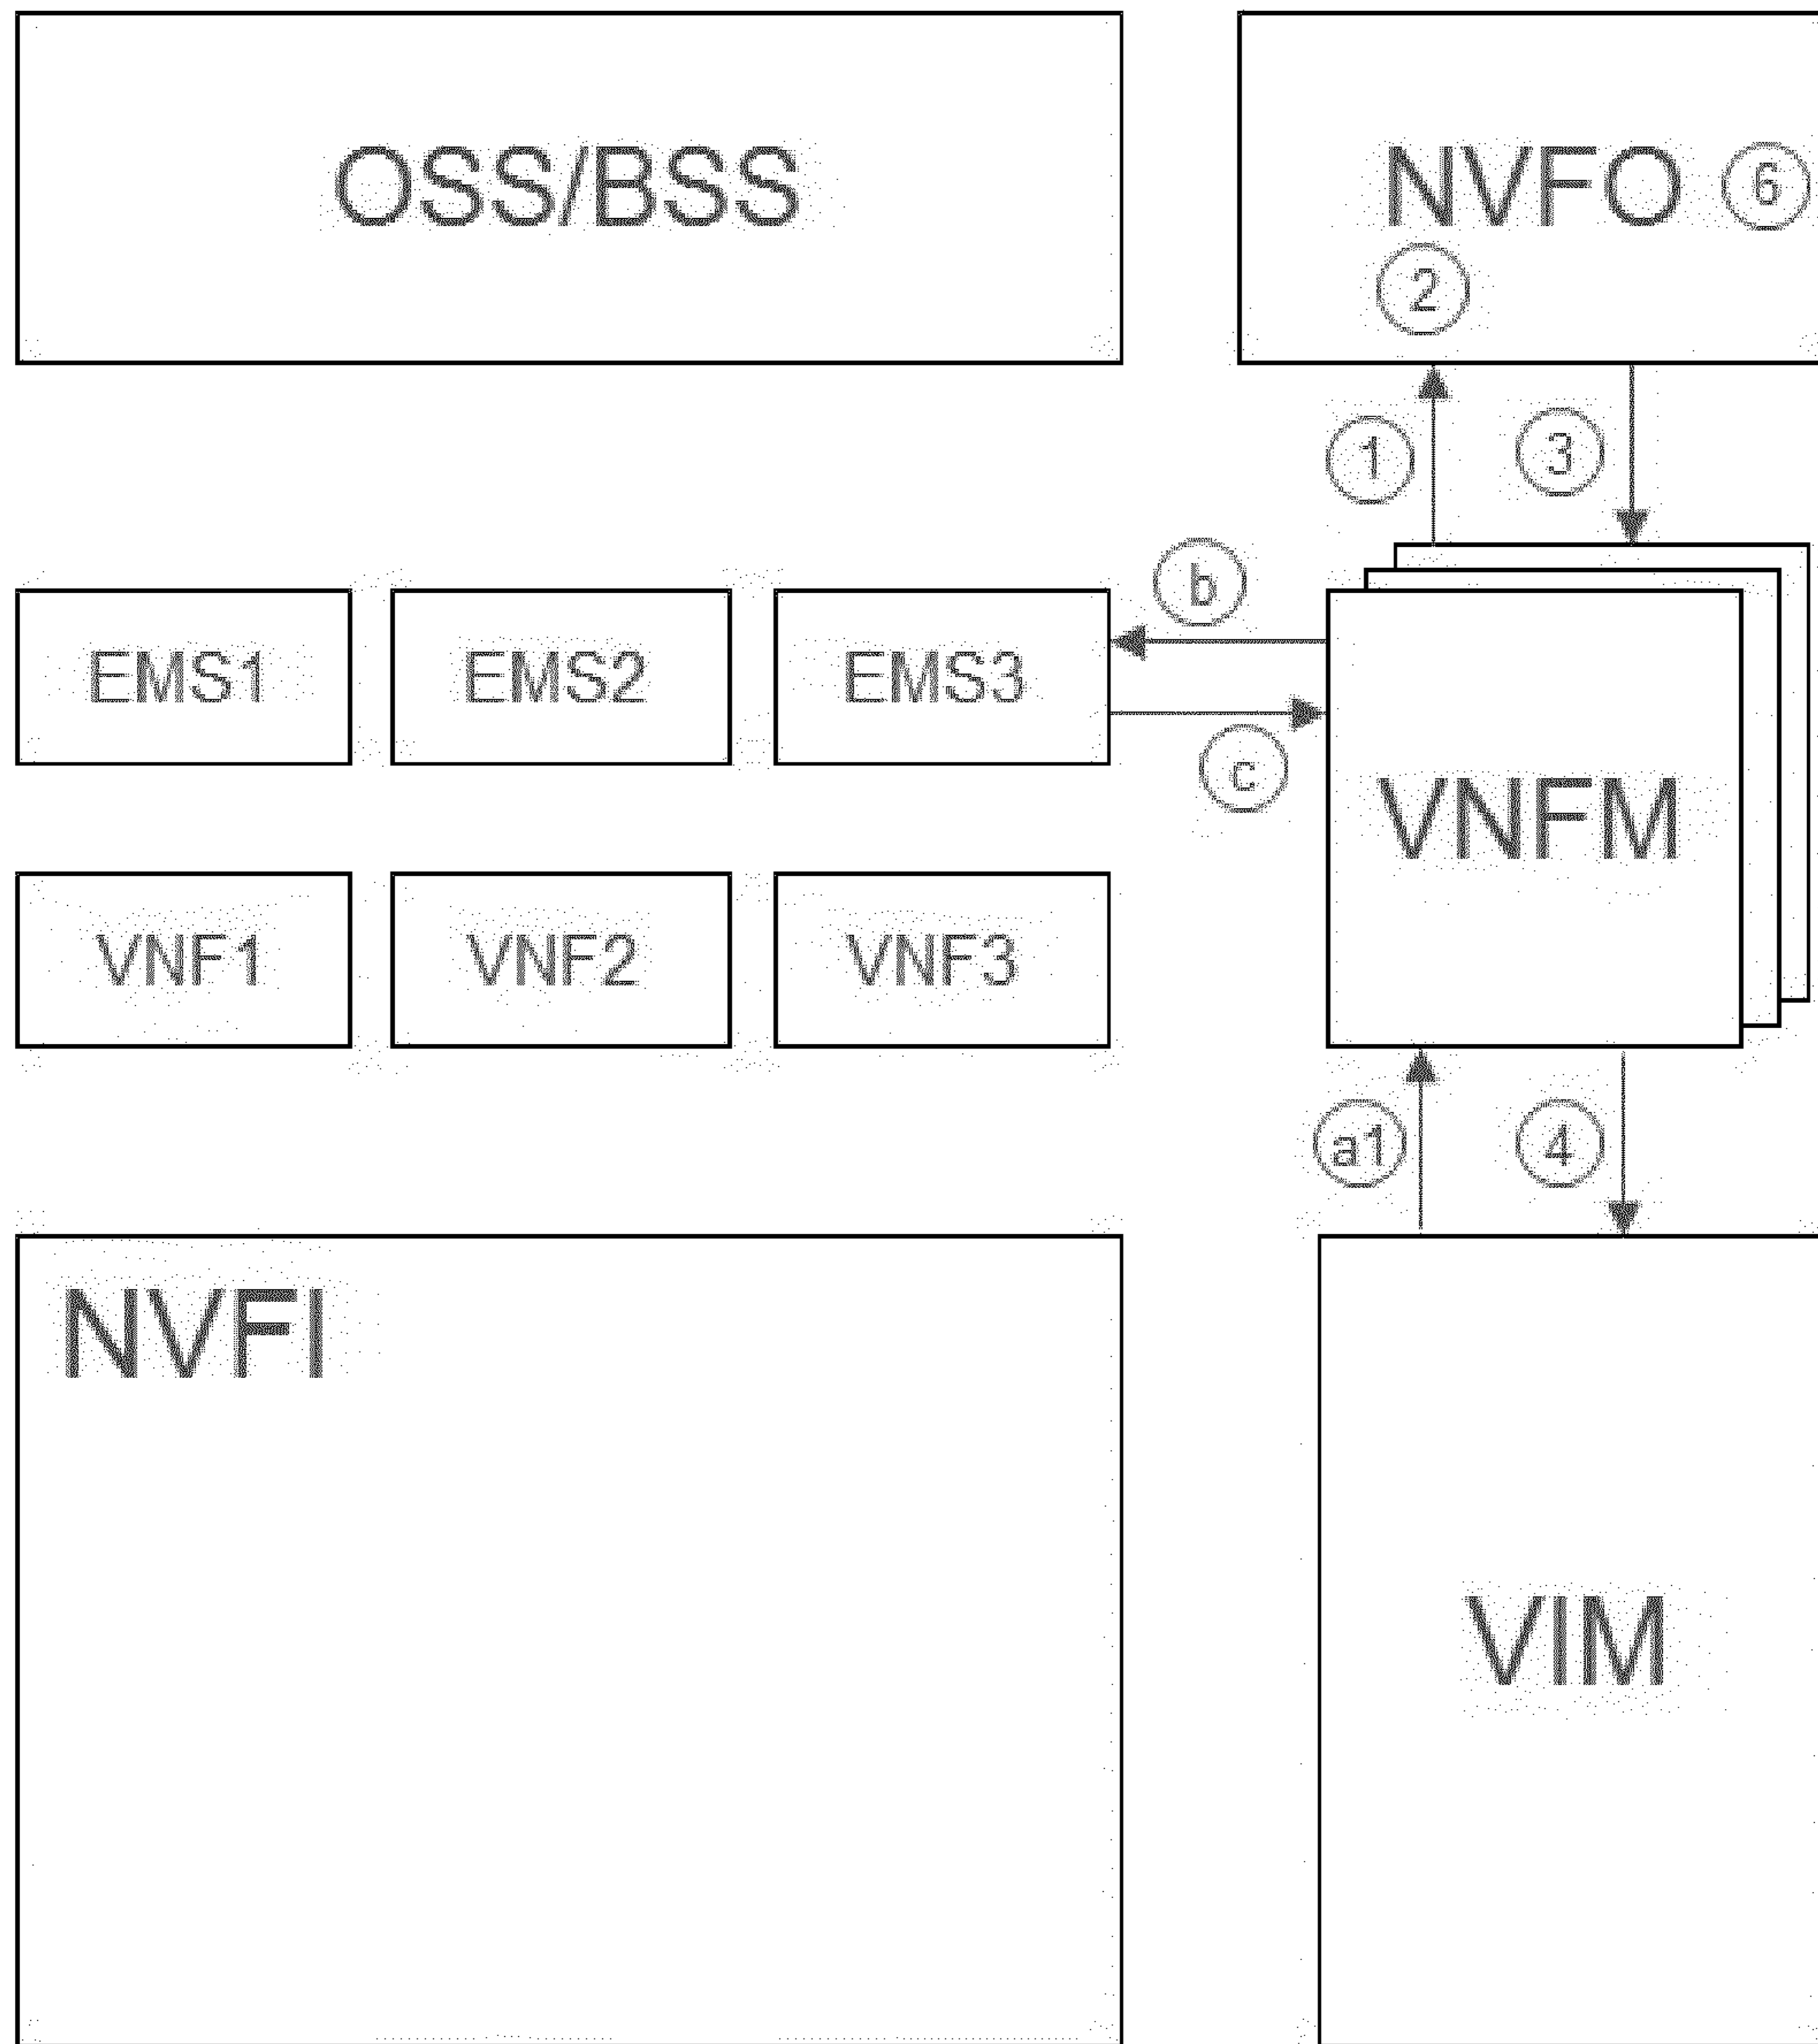 OSS/BSS
NVFO 6
2
1
3
b
EMS1
EMS2
EMS3
c
VNFM
VNF1
VNF2
VNF3
a1
4
NVFI
VIM